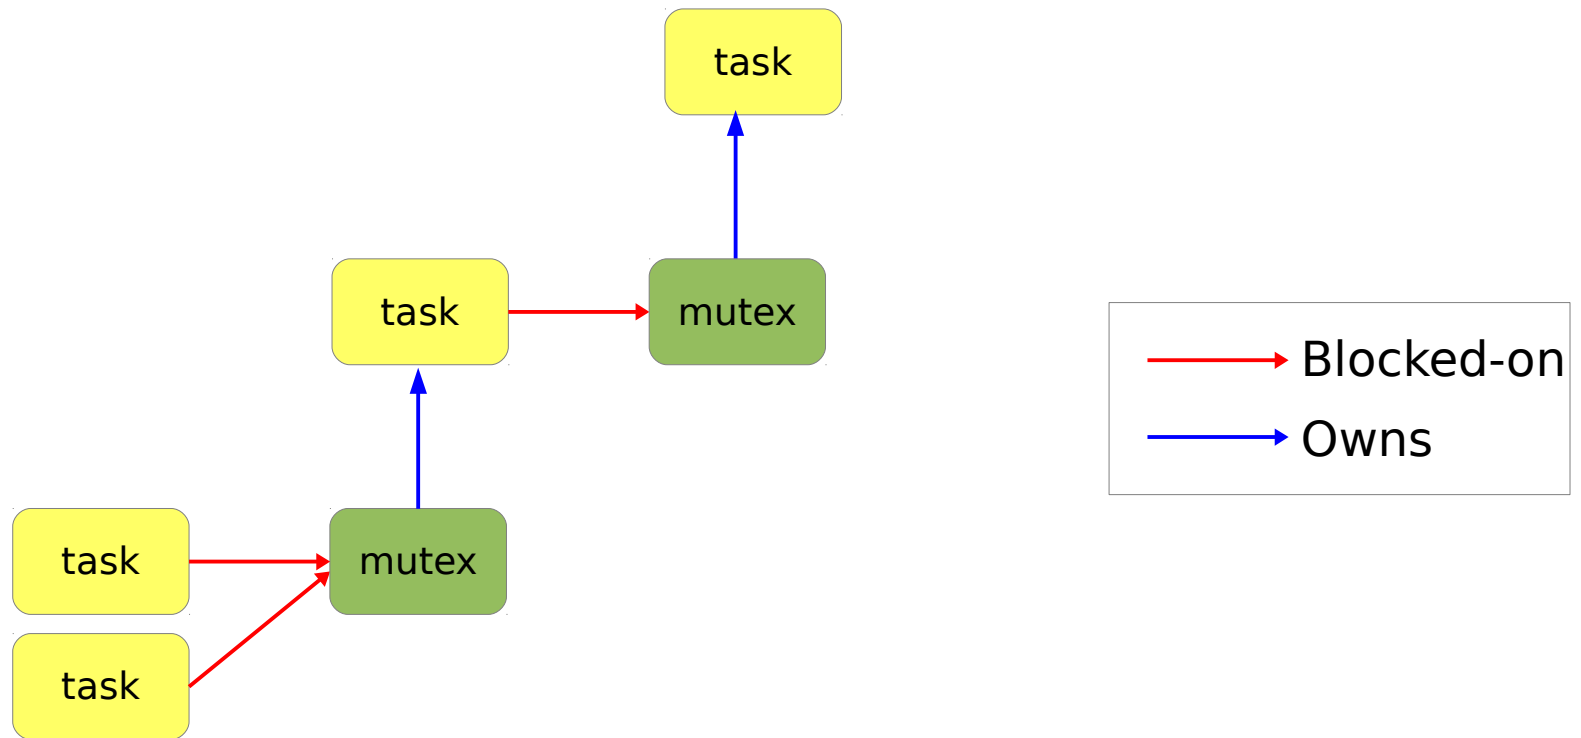 task
task
mutex
Blocked-on
Owns
task
mutex
task